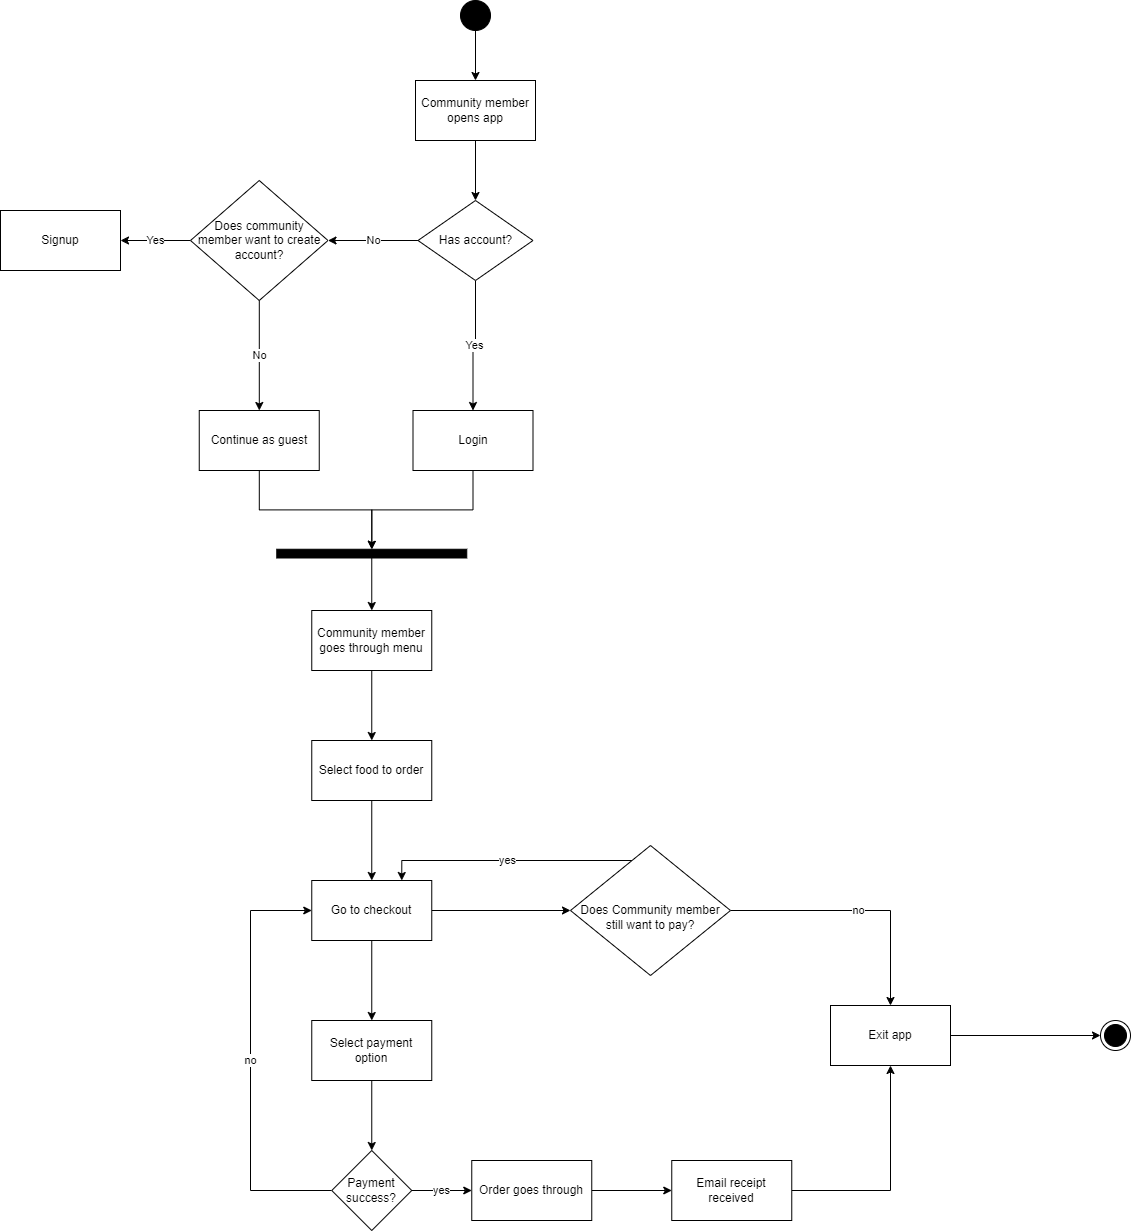 Community member
opens app
Does community
member want to create
account?
Signup
Yes
No
Has account?
Yes
No
Continue as guest
Login
Community member
goes through menu
Select food to order
yes
Go to checkout
Does Community member
still want to pay?
no
Exit app
Select payment
option
no
Payment
success?
yes
Order goes through
Email receipt
received